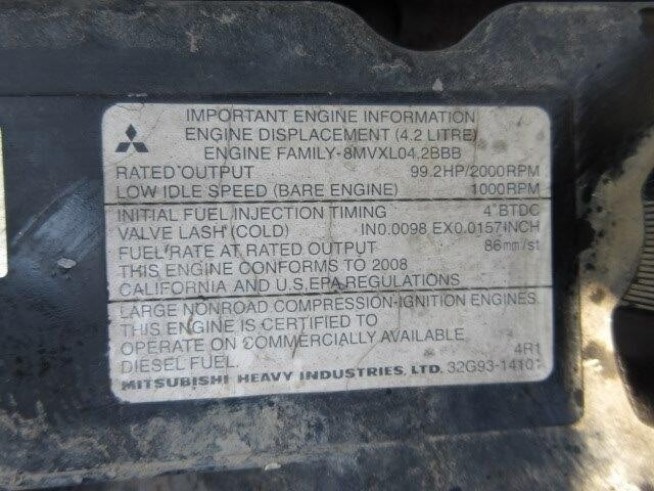 IMPORTANT ENGINE INFORMATION
ENGINE DISPLACEMENT (4.2 LITRE)
ENGINE FAMILY-8MVXL04.2BBB
RATED OUTPUT 99.2HP/2000RPM
LOW IDLE SPEED (BARE ENGINE) 1000RPM
INITIAL FUEL INJECTION TIMING 4°BTDC
VALVE LASH (COLD) IN0.0098 EX0.0157INCH
FUEL RATE AT RATED OUTPUT 86mm³/st
THIS ENGINE CONFORMS TO 2008
CALIFORNIA AND U.S.EPA REGULATIONS
LARGE NONROAD COMPRESSION-IGNITION ENGINES.
THIS ENGINE IS CERTIFIED TO
OPERATE ON COMMERCIALLY AVAILABLE
DIESEL FUEL. 4R1
MITSUBISHI HEAVY INDUSTRIES, LTD. 32G93-14101